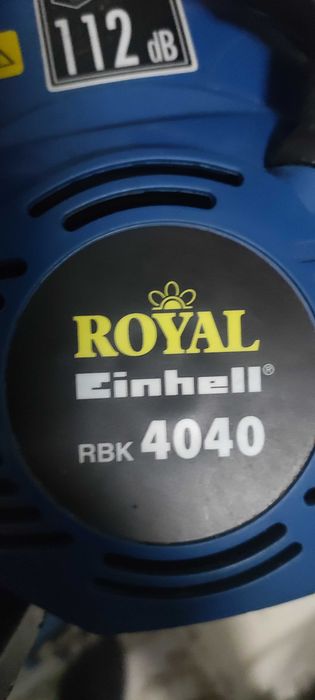 112 dB
ROYAL
Einhell®
RBK 4040